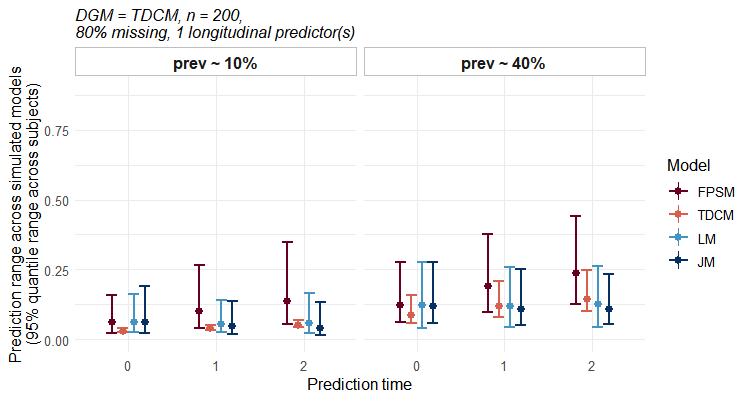 DGM = TDCM, n = 200,
80% missing, 1 longitudinal predictor(s)
prev ~ 10%
prev ~ 40%
Prediction range across simulated models
(95% quantile range across subjects)
0.75
0.50
0.25
0.00
0
1
2
0
1
2
Prediction time
Model
FPSM
TDCM
LM
JM